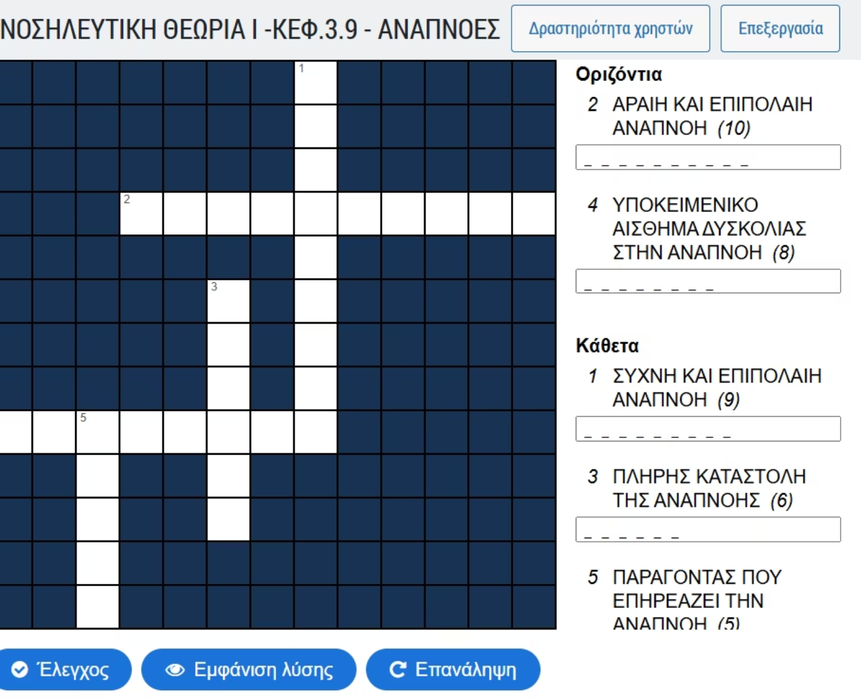 ΝΟΣΗΛΕΥΤΙΚΗ ΘΕΩΡΙΑ Ι -ΚΕΦ.3.9 - ΑΝΑΠΝΟΕΣ
Δραστηριότητα χρηστών
Επεξεργασία
1
2
3
5
Οριζόντια
2 ΑΡΑΙΗ ΚΑΙ ΕΠΙΠΟΛΑΙΗ
ΑΝΑΠΝΟΗ (10)
_ _ _ _ _ _ _ _ _ _
4 ΥΠΟΚΕΙΜΕΝΙΚΟ
ΑΙΣΘΗΜΑ ΔΥΣΚΟΛΙΑΣ
ΣΤΗΝ ΑΝΑΠΝΟΗ (8)
_ _ _ _ _ _ _ _
Κάθετα
1 ΣΥΧΝΗ ΚΑΙ ΕΠΙΠΟΛΑΙΗ
ΑΝΑΠΝΟΗ (9)
_ _ _ _ _ _ _ _ _
3 ΠΛΗΡΗΣ ΚΑΤΑΣΤΟΛΗ
ΤΗΣ ΑΝΑΠΝΟΗΣ (6)
_ _ _ _ _ _
5 ΠΑΡΑΓΟΝΤΑΣ ΠΟΥ
ΕΠΗΡΕΑΖΕΙ ΤΗΝ
ΑΝΑΠΝΟΗ (5)
Έλεγχος
Εμφάνιση λύσης
Επανάληψη